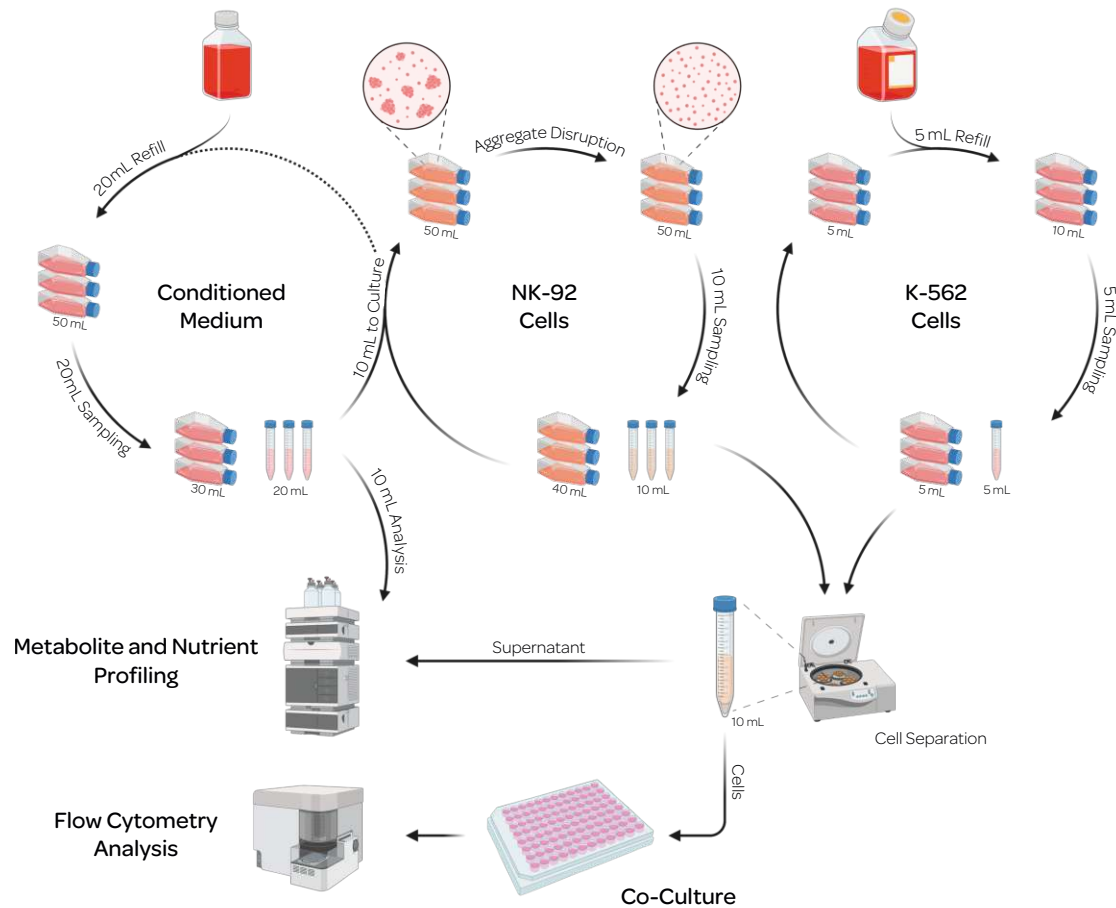 Aggregate Disruption
5 mL Refill
20mL Refill
50 mL
50 mL
5 mL
10 mL
Conditioned
Medium
10 mL to Culture
NK-92
Cells
10 mL Sampling
K-562
Cells
5 mL Sampling
50 mL
20mL Sampling
30 mL
20 mL
40 mL
10 mL
5 mL
5 mL
10 mL Analysis
Metabolite and Nutrient
Profiling
Supernatant
10 mL
Cell Separation
Cells
Flow Cytometry
Analysis
Co-Culture